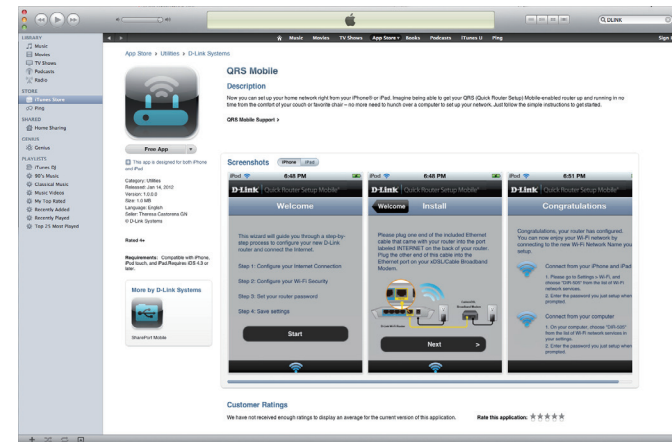 DLINK
Music Movies TV Shows App Store Books Podcasts iTunes U Ping
Sign
LIBRARY
Music
Movies
TV Shows
Podcasts
Radio
STORE
iTunes Store
Ping
SHARED
Home Sharing
GENIUS
Genius
PLAYLISTS
iTunes DJ
90's Music
Classical Music
Music Videos
My Top Rated
Recently Added
Recently Played
Top 25 Most Played
App Store > Utilities > D-Link Systems
Free App
This app is designed for both iPhone
and iPad
Category: Utilities
Released: Jan 14, 2012
Version: 1.0.0.0
Size: 1.0 MB
Language: English
Seller: Theresa Castorena GN
© D-Link Systems
Rated 4+
Requirements: Compatible with iPhone,
iPod touch, and iPad.Requires iOS 4.3 or
later.
More by D-Link Systems
SharePort Mobile
QRS Mobile
Description
Now you can set up your home network right from your iPhone® or iPad. Imagine being able to get your QRS (Quick Router Setup) Mobile-enabled router up and running in no
time from the comfort of your couch or favorite chair – no more need to hunch over a computer to set up your network. Just follow the simple instructions to get started.
QRS Mobile Support >
Screenshots iPhone iPad
iPod 6:48 PM
D-Link Quick Router Setup Mobile
Welcome
This wizard will guide you through a step-by-
step process to configure your new D-Link
router and connect the Internet.
Step 1: Configure your Internet Connection
Step 2: Configure your Wi-Fi Security
Step 3: Set your router password
Step 4: Save settings
Start
iPod 6:48 PM
D-Link Quick Router Setup Mobile
Welcome Install
Please plug one end of the included Ethernet
cable that came with your router into the port
labeled INTERNET on the back of your router.
Plug the other end of this cable into the
Ethernet port on your xDSL/Cable Broadband
Modem.
Next >
iPod 6:51 PM
D-Link Quick Router Setup Mobile
Congratulations
Congratulations, your router has configured.
You can now enjoy your Wi-Fi Network by
connecting to the new Wi-Fi Network Name you
setup.
Connect from your iPhone and iPad
1. Please go to Settings > Wi-Fi, and
choose "DIR-505" from the list of Wi-Fi
network services.
2. Enter the password you just setup when
prompted.
Connect from your computer
1. On your computer, choose "DIR-505"
from the list of Wi-Fi network services in
your settings.
2. Enter the password you just setup when
prompted.
Customer Ratings
We have not received enough ratings to display an average for the current version of this application. Rate this application: